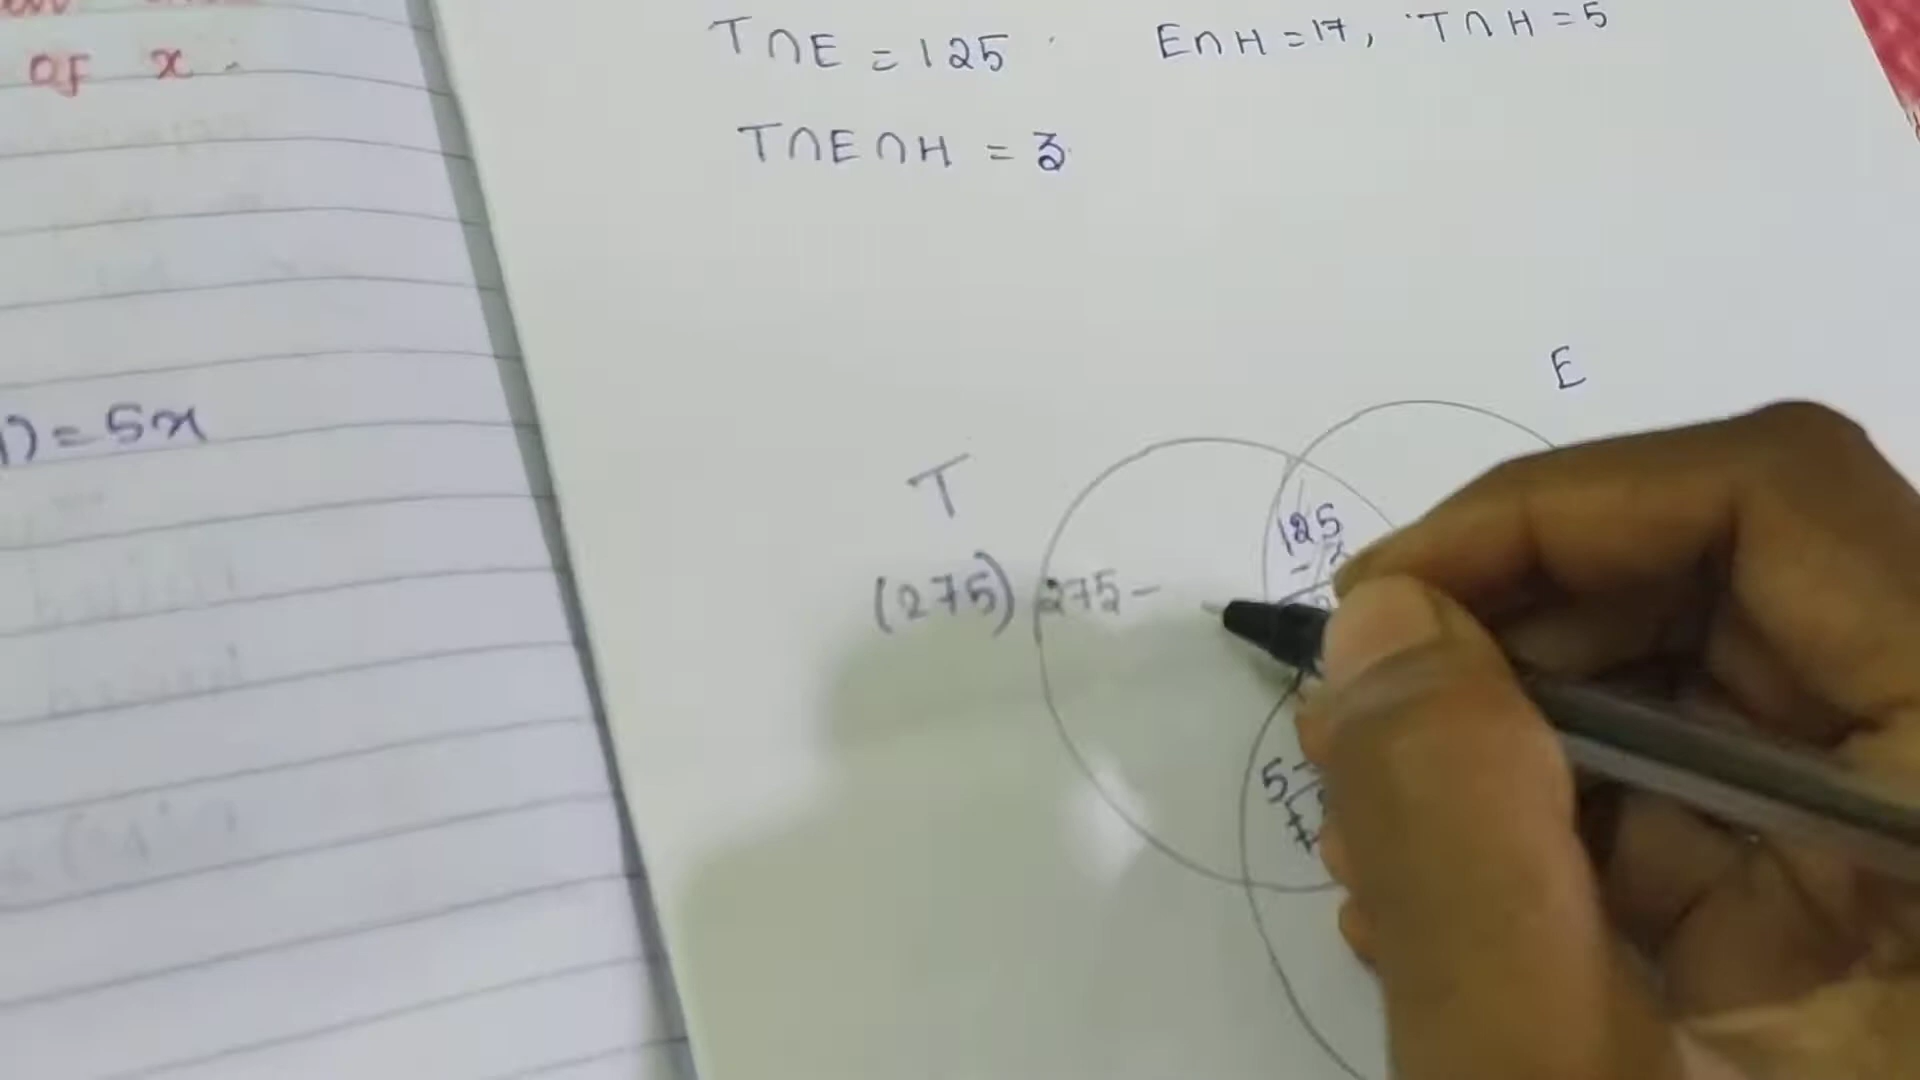 OF x.
T∩E = 125 E∩H = 17, T∩H = 5
T∩E∩H = 3
) = 5x
E
T
125
(275) 275 -
5 -